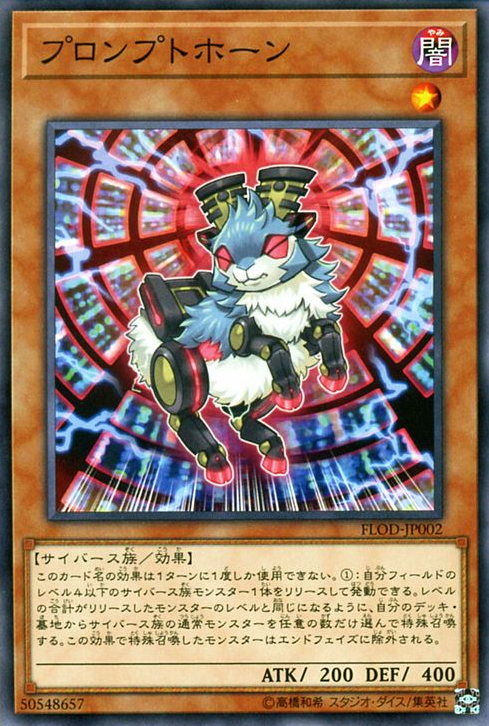 プロンプトホーン
闇
FLOD-JP002
【サイバース族／効果】
このカード名の効果は1ターンに1度しか使用できない。①：自分フィールドの
レベル4以下のサイバース族モンスター1体をリリースして発動できる。レベル
の合計がリリースしたモンスターのレベルと同じになるように、自分のデッキ・
墓地からサイバース族の通常モンスターを任意の数だけ選んで特殊召喚
する。この効果で特殊召喚したモンスターはエンドフェイズに除外される。
ATK/ 200 DEF/ 400
50548657
©高橋和希 スタジオ・ダイス/集英社